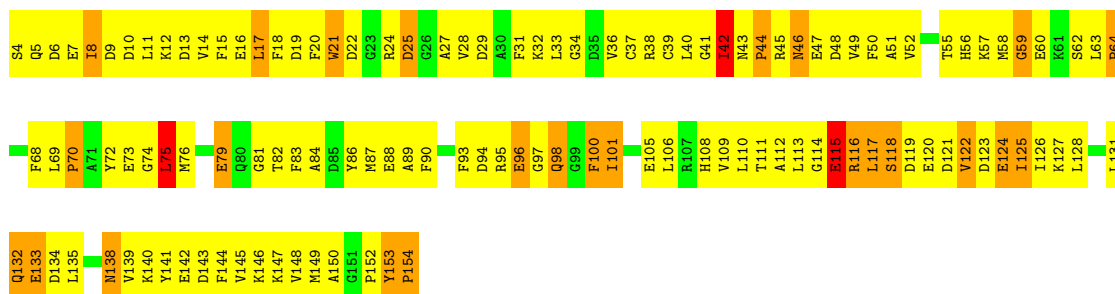 S4 Q5 D6 E7 I8 D9 D10 L11 K12 D13 V14 F15 E16 L17 F18 D19 F20 W21 D22 G23 R24 D25 G26 A27 V28 D29 A30 F31 K32 L33 G34 D35 V36 C37 R38 C39 L40 G41 I42 N43 P44 R45 N46 E47 D48 V49 F50 A51 V52 T55 H56 K57 M58 G59 E60 K61 S62 L63
F68 L69 P70 A71 Y72 E73 G74 L75 M76 E79 Q80 G81 T82 F83 A84 D85 Y86 M87 E88 A89 F90 F93 D94 R95 E96 G97 Q98 G99 F100 I101 E105 L106 R107 H108 V109 L110 T111 A112 L113 G114 E115 R116 L117 S118 D119 E120 D121 V122 D123 E124 I125 I126 K127 L128
Q132 E133 D134 L135 N138 V139 K140 Y141 E142 D143 F144 V145 K146 K147 V148 M149 A150 G151 P152 Y153 P154